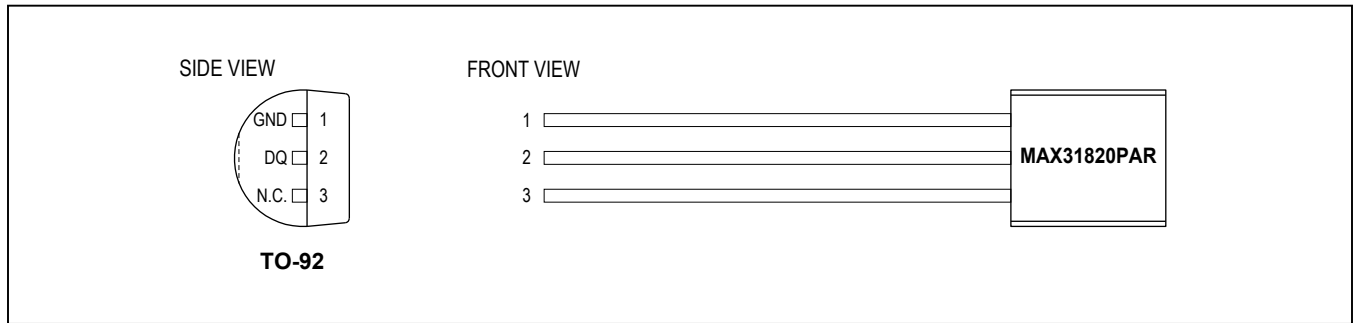 SIDE VIEW
GND 1
DQ 2
N.C. 3
TO-92
FRONT VIEW
1
2
3
MAX31820PAR